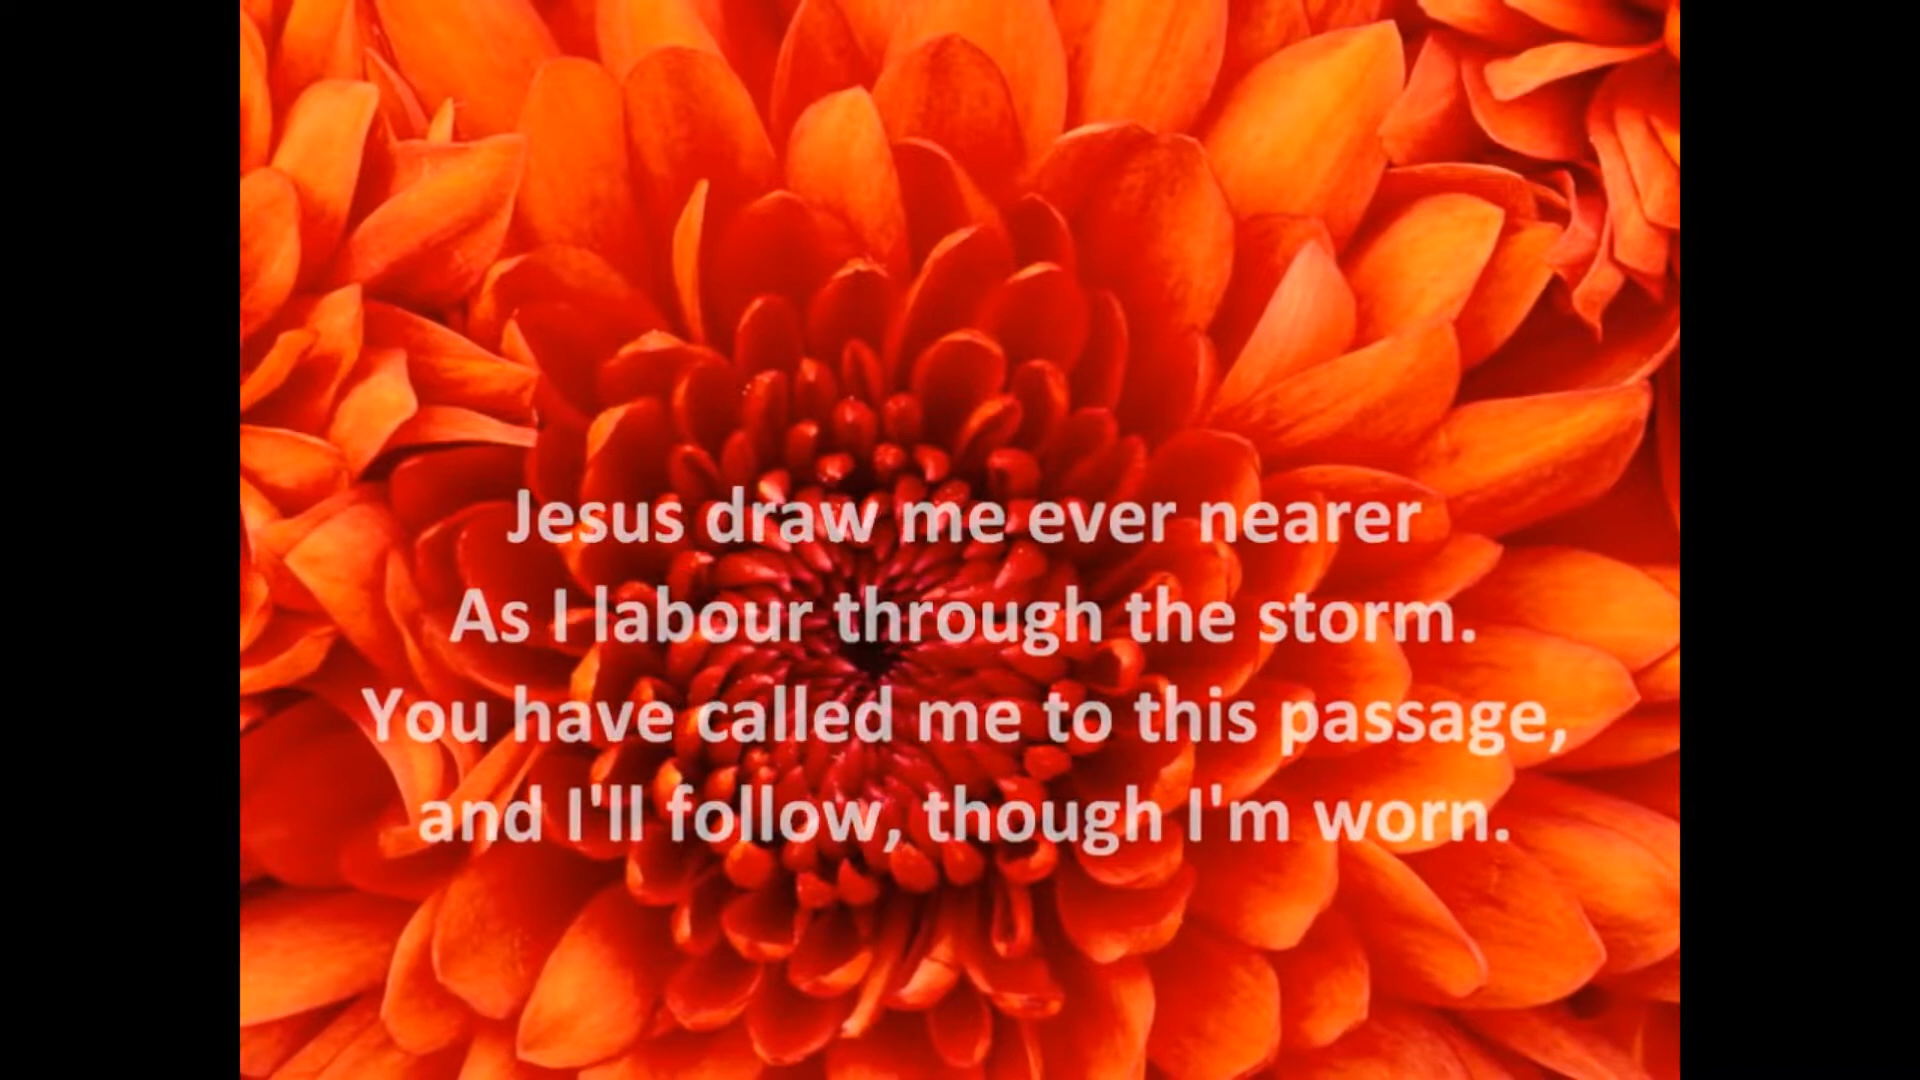 Jesus draw me ever nearer
As I labour through the storm.
You have called me to this passage,
and I'll follow, though I'm worn.